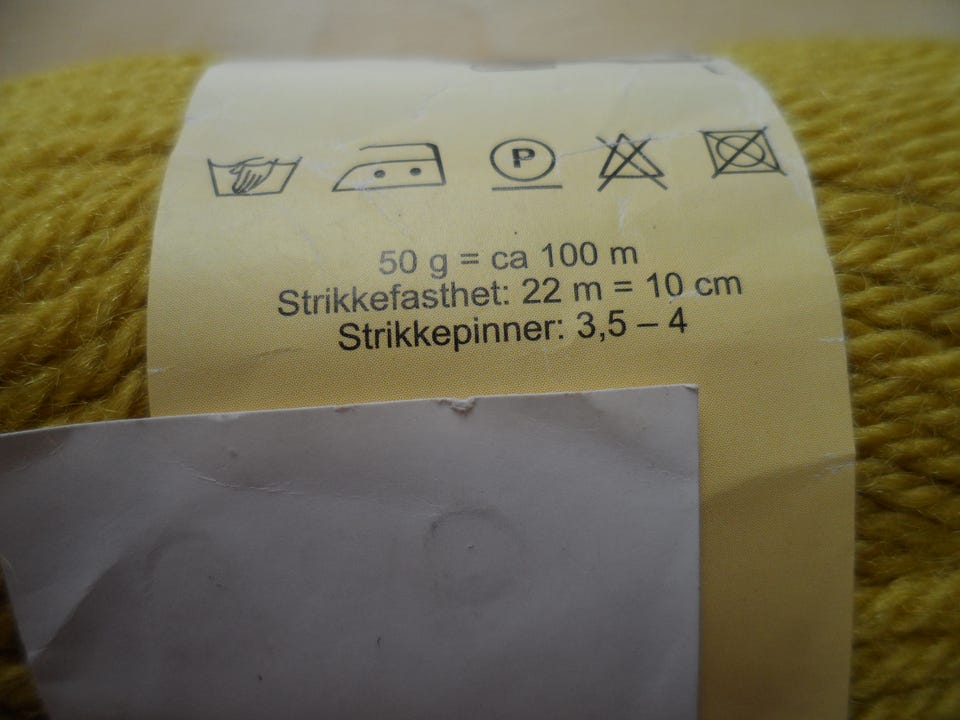 P
50 g = ca 100 m
Strikkefasthet: 22 m = 10 cm
Strikkepinner: 3,5 – 4